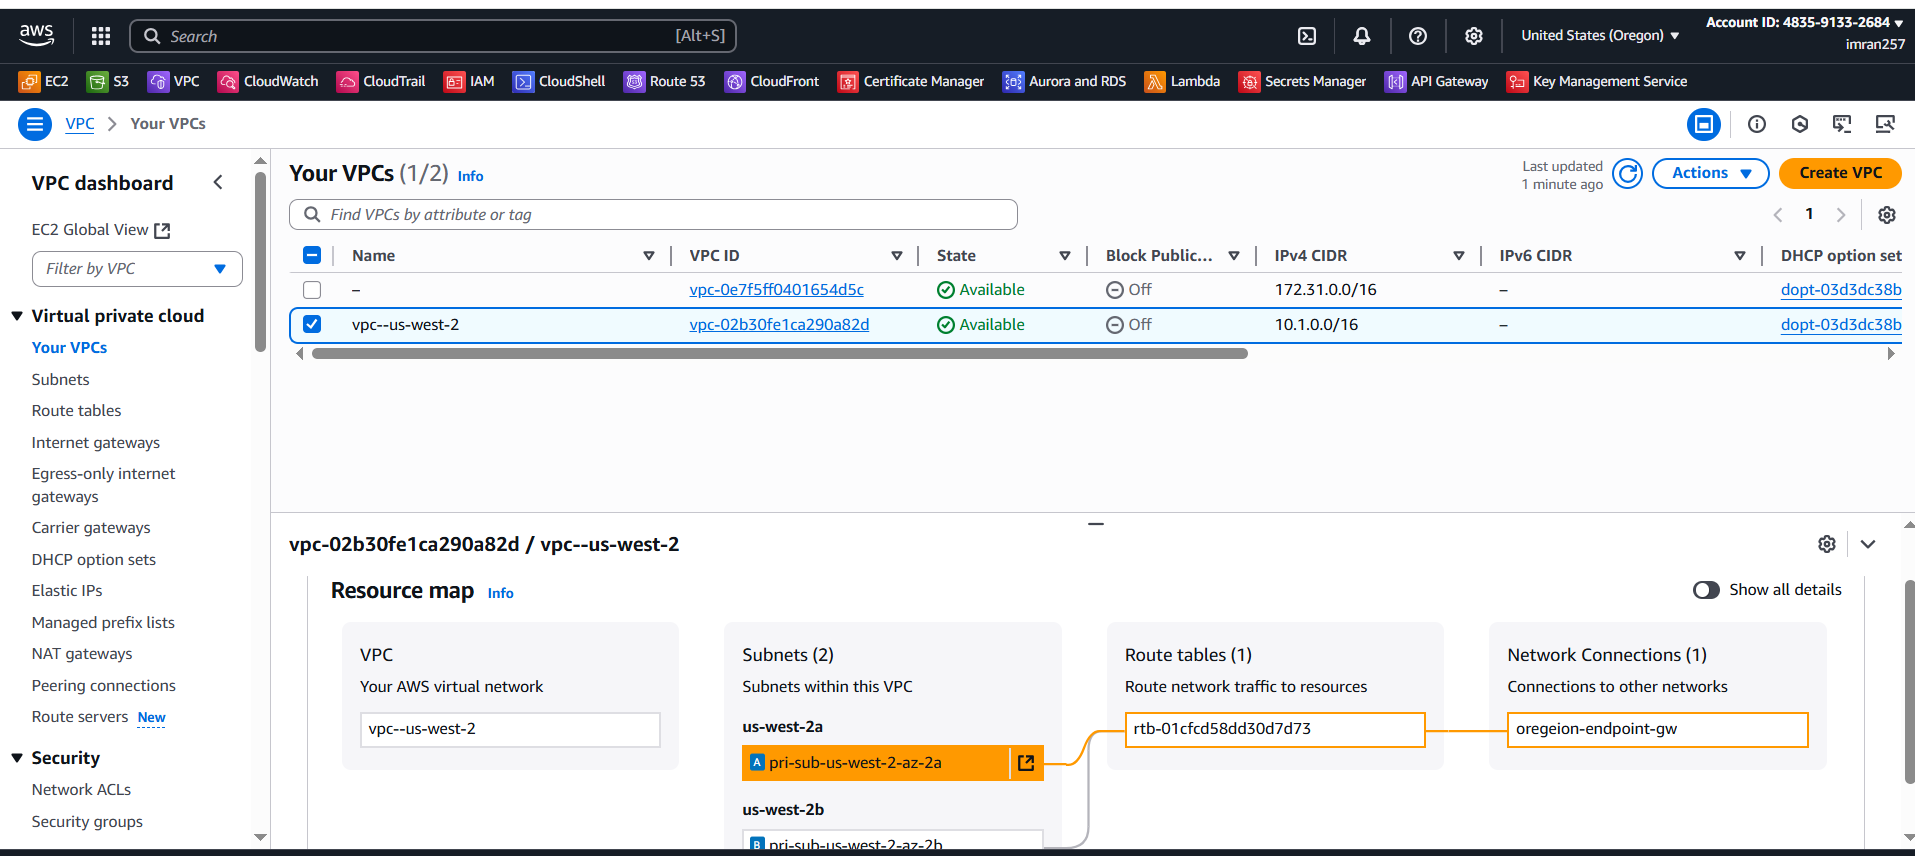 aws
Search [Alt+S]
United States (Oregon)
Account ID: 4835-9133-2684
imran257
EC2 S3 VPC CloudWatch CloudTrail IAM CloudShell Route 53 CloudFront Certificate Manager Aurora and RDS Lambda Secrets Manager API Gateway Key Management Service
VPC Your VPCs
VPC dashboard
EC2 Global View
Filter by VPC
Virtual private cloud
Your VPCs
Subnets
Route tables
Internet gateways
Egress-only internet
gateways
Carrier gateways
DHCP option sets
Elastic IPs
Managed prefix lists
NAT gateways
Peering connections
Route servers New
Security
Network ACLs
Security groups
Your VPCs (1/2) Info
Last updated
1 minute ago
Actions
Create VPC
Find VPCs by attribute or tag
1
Name VPC ID State Block Public... IPv4 CIDR IPv6 CIDR DHCP option set
– vpc-0e7f5ff0401654d5c Available Off 172.31.0.0/16 – dopt-03d3dc38b
vpc--us-west-2 vpc-02b30fe1ca290a82d Available Off 10.1.0.0/16 – dopt-03d3dc38b
vpc-02b30fe1ca290a82d / vpc--us-west-2
Resource map Info
Show all details
VPC
Your AWS virtual network
vpc--us-west-2
Subnets (2)
Subnets within this VPC
us-west-2a
A pri-sub-us-west-2-az-2a
us-west-2b
B pri-sub-us-west-2-az-2b
Route tables (1)
Route network traffic to resources
rtb-01cfcd58dd30d7d73
Network Connections (1)
Connections to other networks
oregeion-endpoint-gw